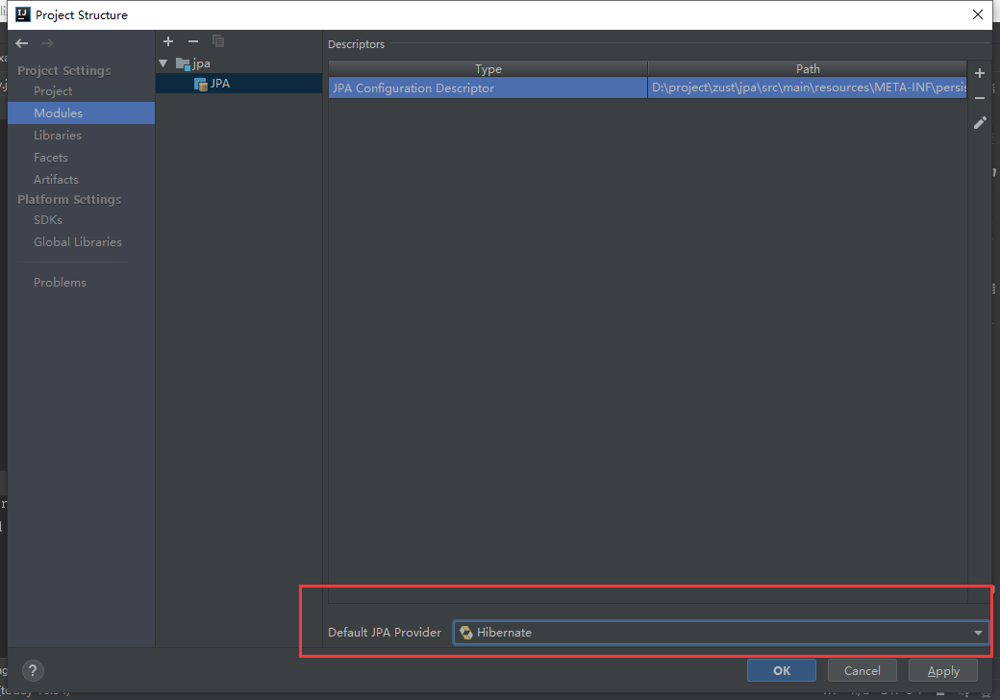 Project Structure
Project Settings
Project
Modules
Libraries
Facets
Artifacts
Platform Settings
SDKs
Global Libraries
Problems
jpa
JPA
Descriptors
Type Path
JPA Configuration Descriptor D:\project\zust\jpa\src\main\resources\META-INF\persis
Default JPA Provider Hibernate
? OK Cancel Apply